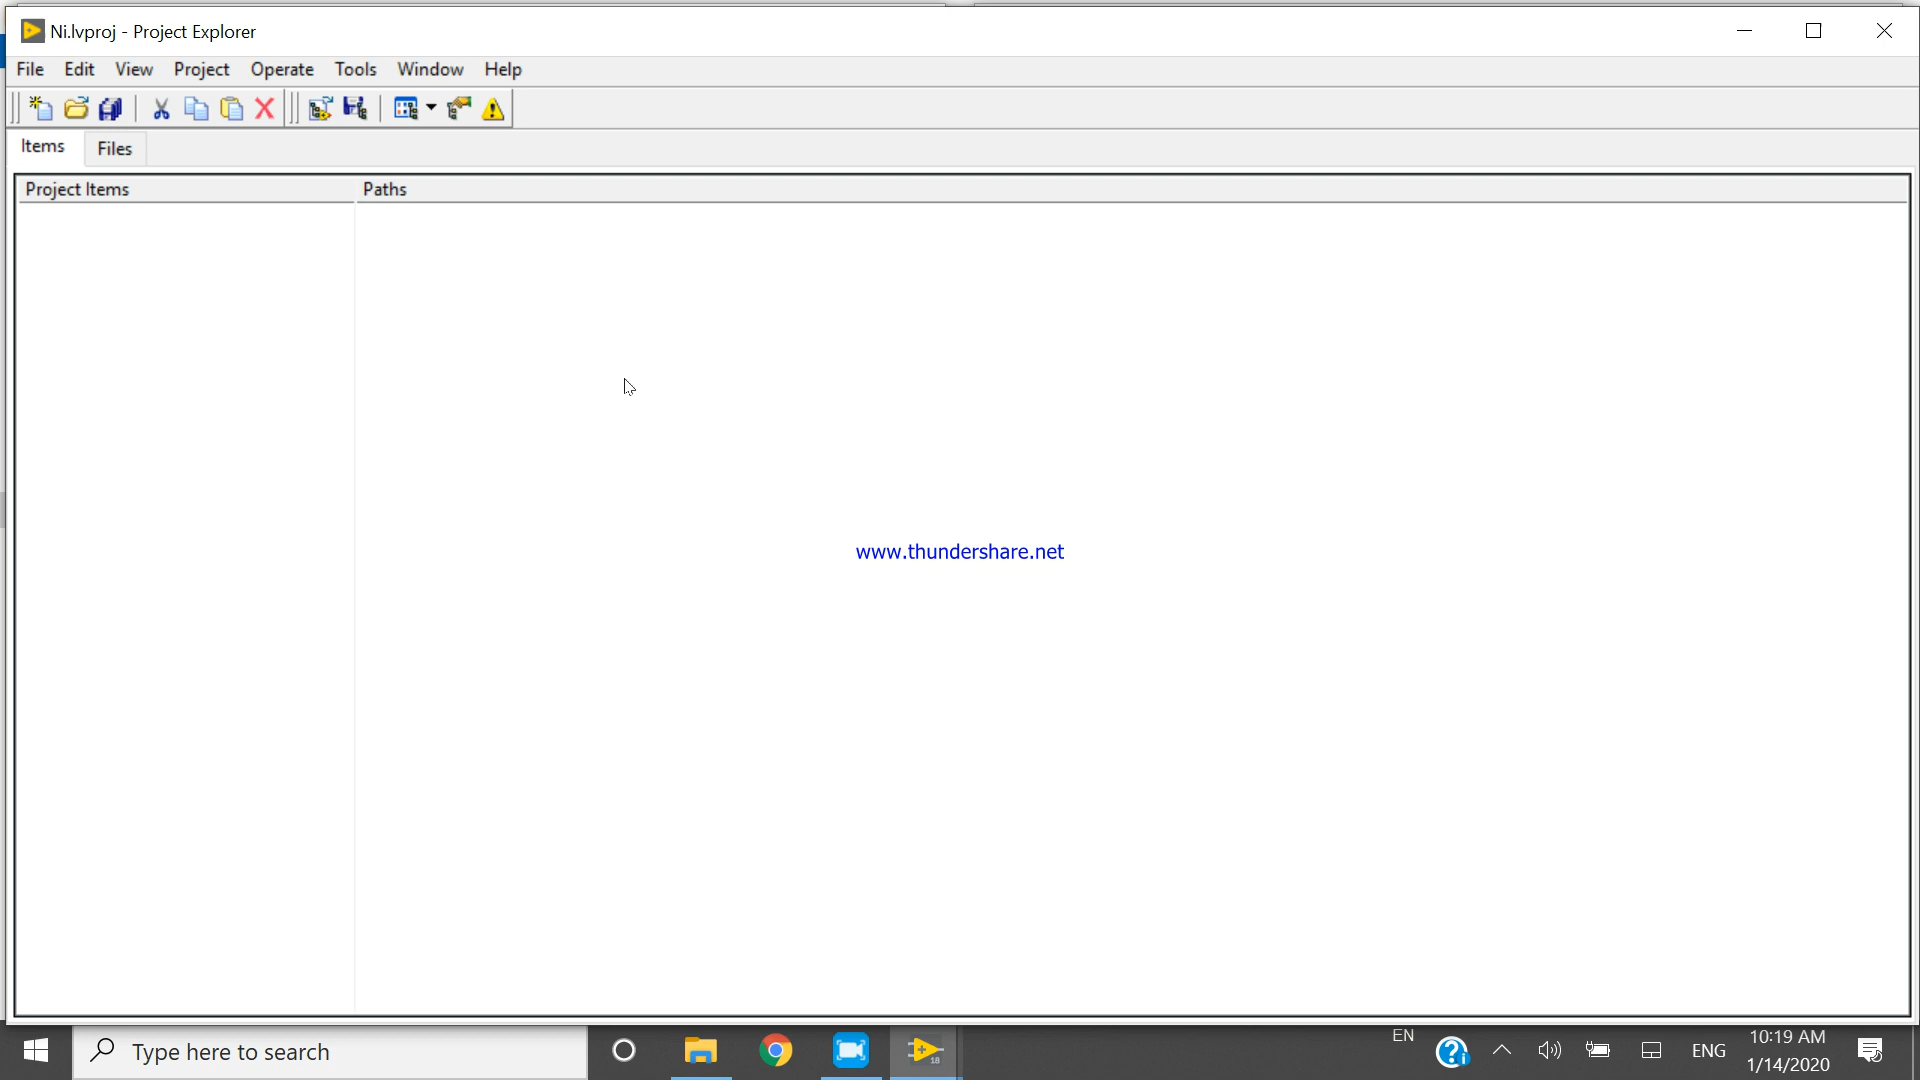 Ni.lvproj - Project Explorer
File Edit View Project Operate Tools Window Help
Items Files
Project Items Paths
www.thundershare.net
Type here to search
18
EN
ENG
10:19 AM
1/14/2020